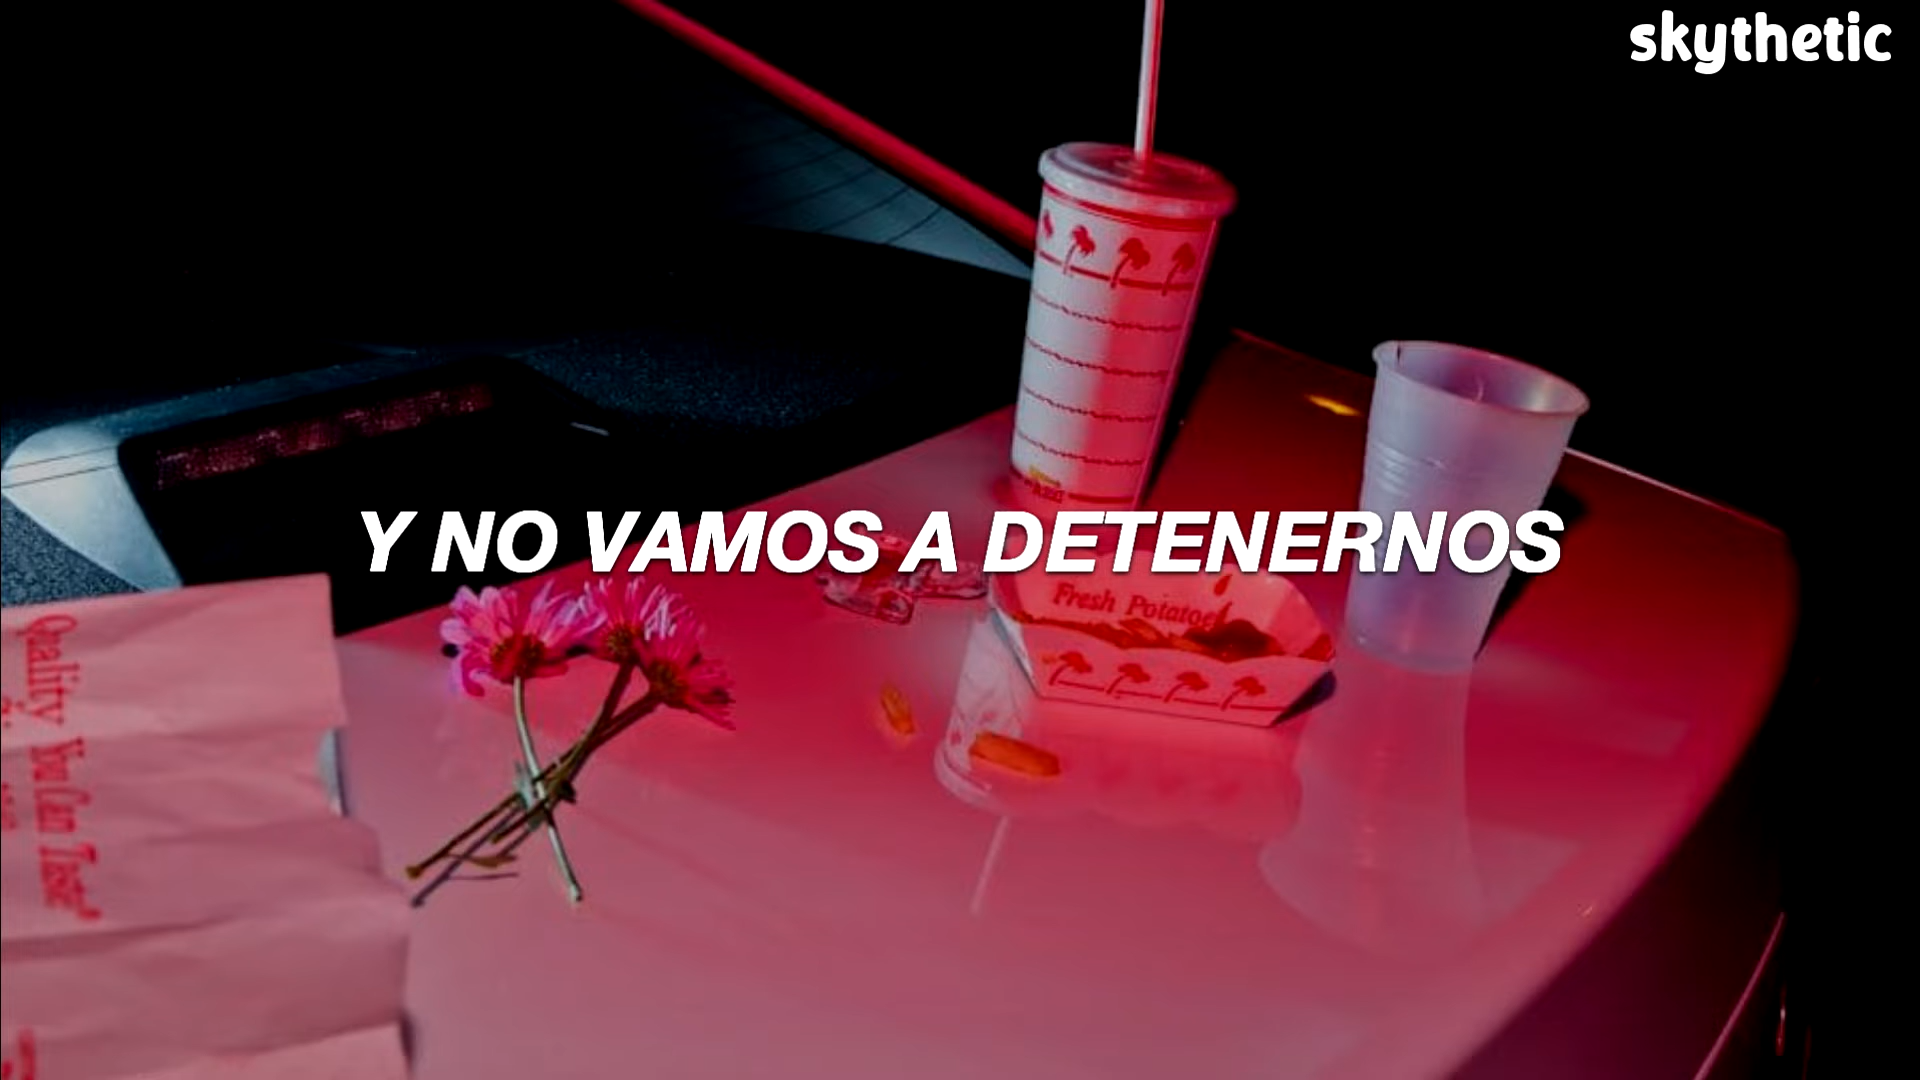 skythetic
Y NO VAMOS A DETENERNOS
Fresh Potatoes
Quality You Can Taste